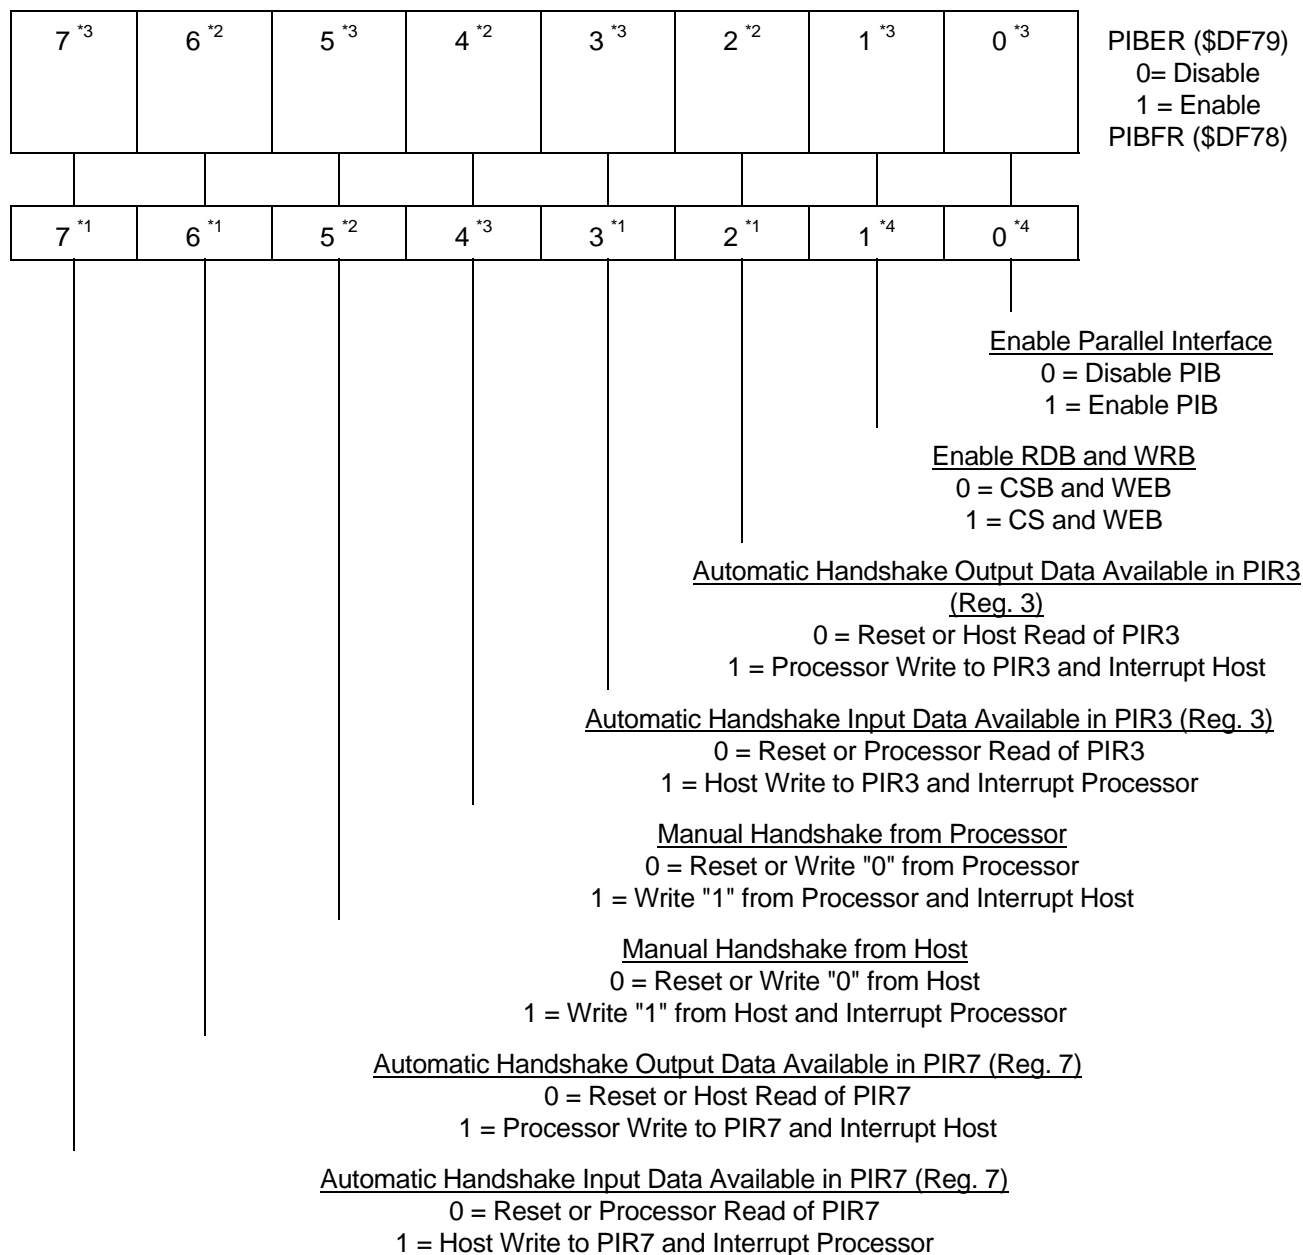 7 *3 6 *2 5 *3 4 *2 3 *3 2 *2 1 *3 0 *3
PIBER ($DF79)
0= Disable
1 = Enable
PIBFR ($DF78)
7 *1 6 *1 5 *2 4 *3 3 *1 2 *1 1 *4 0 *4
Enable Parallel Interface
0 = Disable PIB
1 = Enable PIB
Enable RDB and WRB
0 = CSB and WEB
1 = CS and WEB
Automatic Handshake Output Data Available in PIR3
(Reg. 3)
0 = Reset or Host Read of PIR3
1 = Processor Write to PIR3 and Interrupt Host
Automatic Handshake Input Data Available in PIR3 (Reg. 3)
0 = Reset or Processor Read of PIR3
1 = Host Write to PIR3 and Interrupt Processor
Manual Handshake from Processor
0 = Reset or Write "0" from Processor
1 = Write "1" from Processor and Interrupt Host
Manual Handshake from Host
0 = Reset or Write "0" from Host
1 = Write "1" from Host and Interrupt Processor
Automatic Handshake Output Data Available in PIR7 (Reg. 7)
0 = Reset or Host Read of PIR7
1 = Processor Write to PIR7 and Interrupt Host
Automatic Handshake Input Data Available in PIR7 (Reg. 7)
0 = Reset or Processor Read of PIR7
1 = Host Write to PIR7 and Interrupt Processor